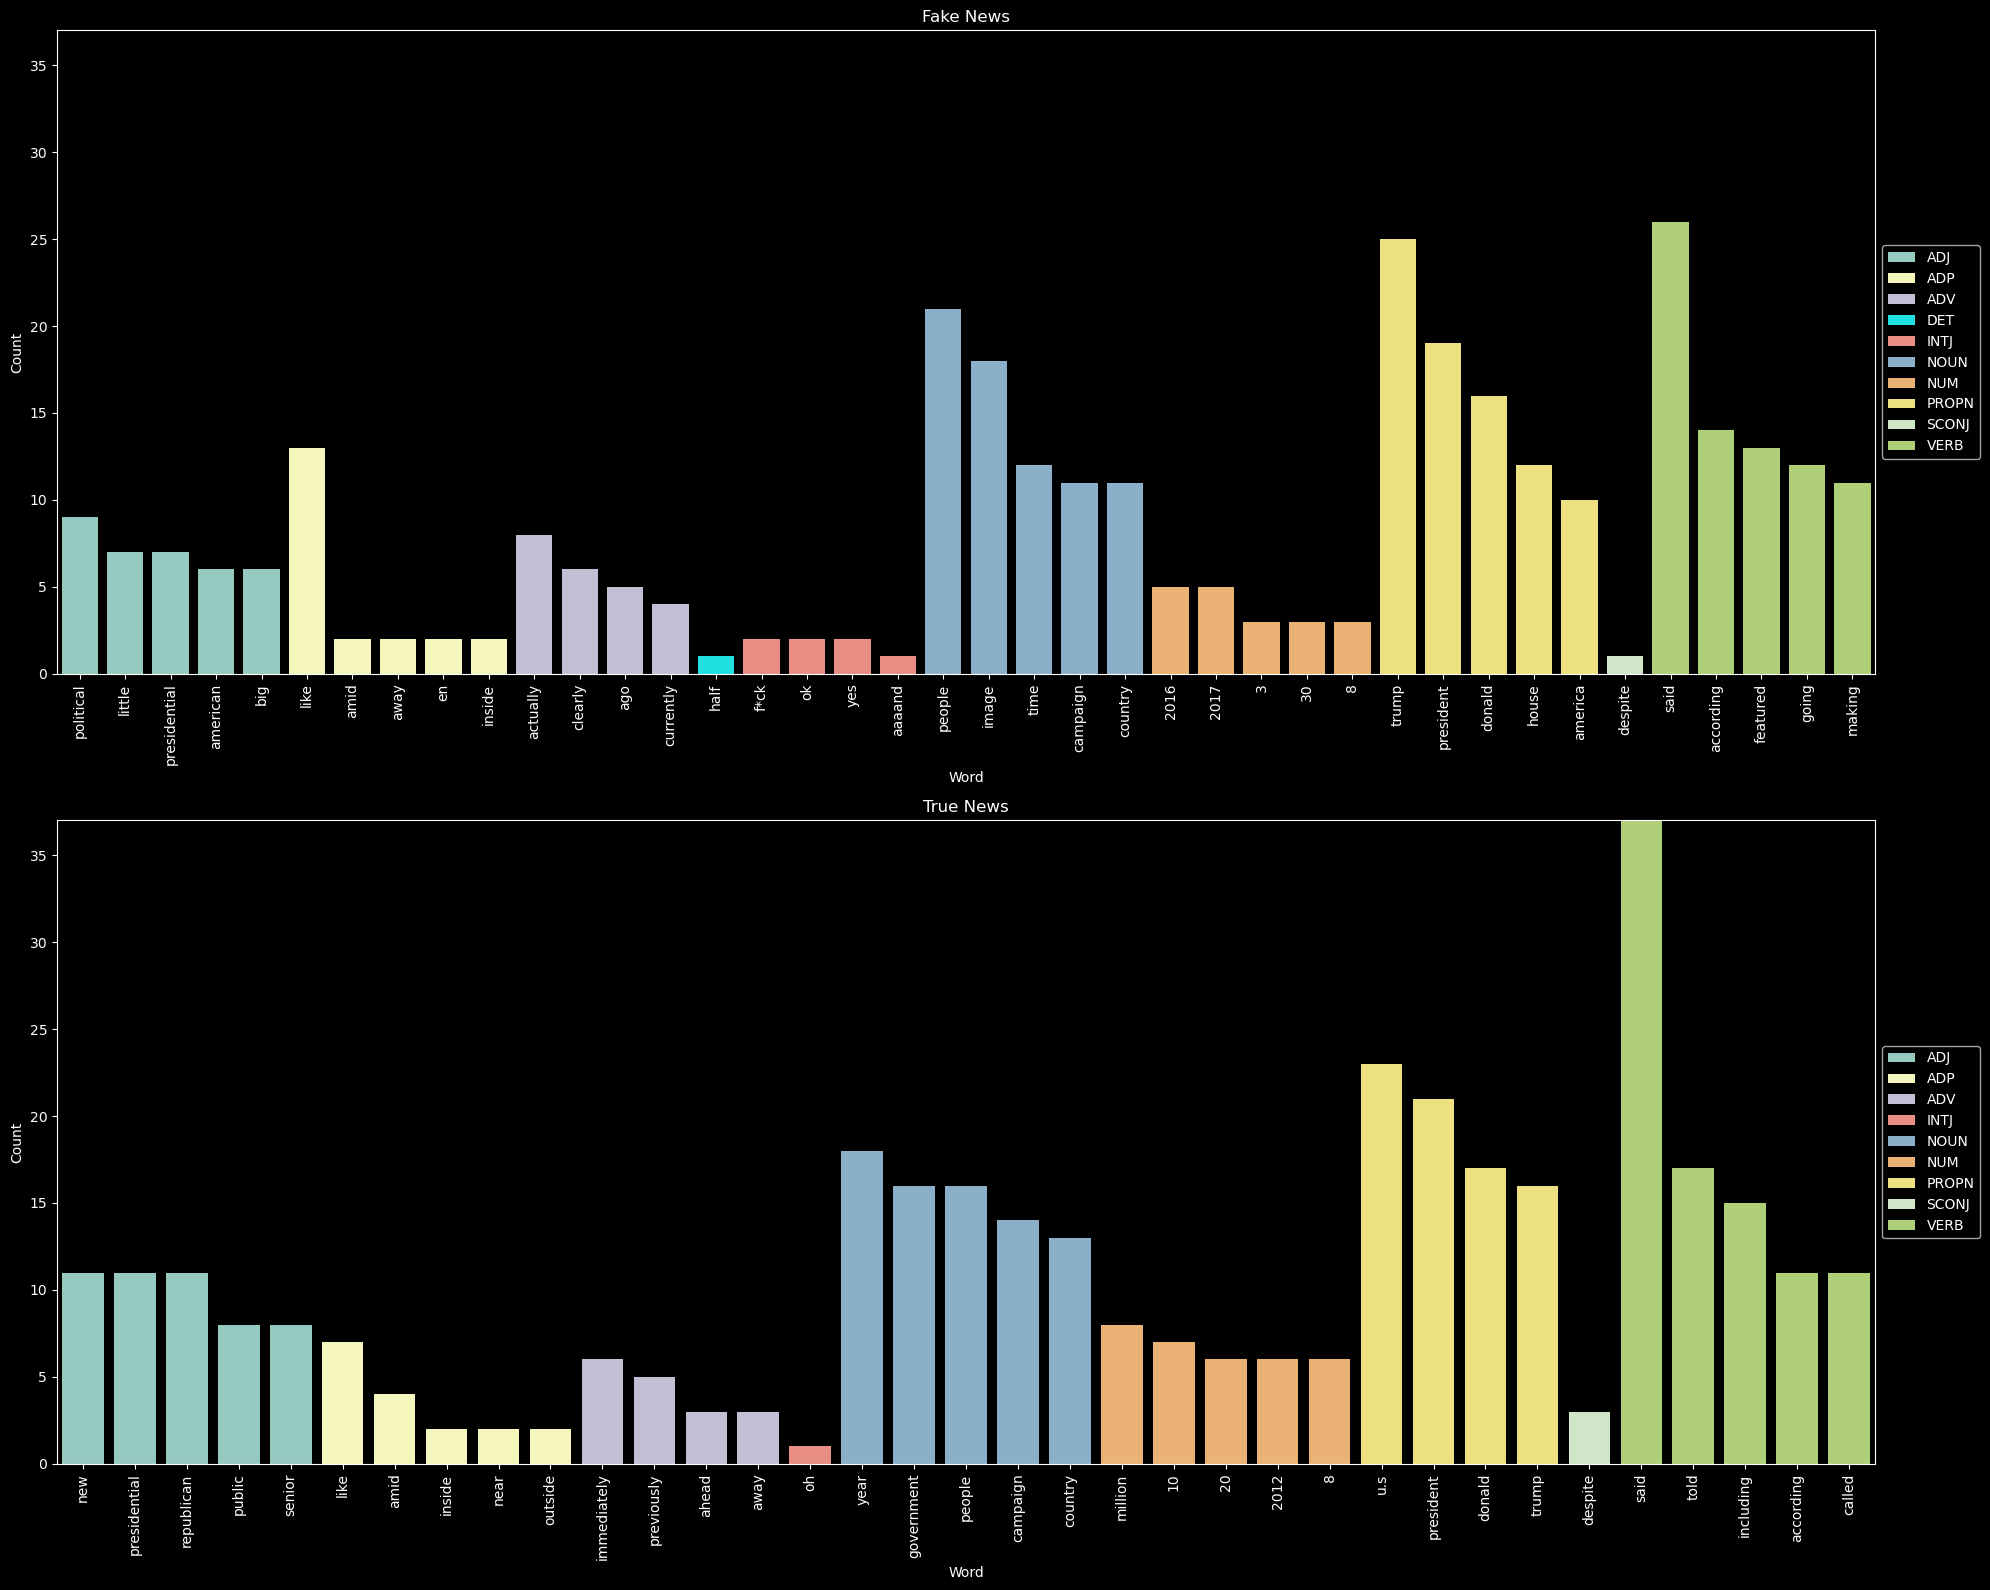 Fake News
Count
35
30
25
20
15
10
5
0
political
little
presidential
american
big
like
amid
away
en
inside
actually
clearly
ago
currently
half
f*ck
ok
yes
aaaand
people
image
time
campaign
country
2016
2017
3
30
8
trump
president
donald
house
america
despite
said
according
featured
going
making
Word
ADJ
ADP
ADV
DET
INTJ
NOUN
NUM
PROPN
SCONJ
VERB
True News
Count
35
30
25
20
15
10
5
0
new
presidential
republican
public
senior
like
amid
inside
near
outside
immediately
previously
ahead
away
oh
year
government
people
campaign
country
million
10
20
2012
8
u.s
president
donald
trump
despite
said
told
including
according
called
Word
ADJ
ADP
ADV
INTJ
NOUN
NUM
PROPN
SCONJ
VERB